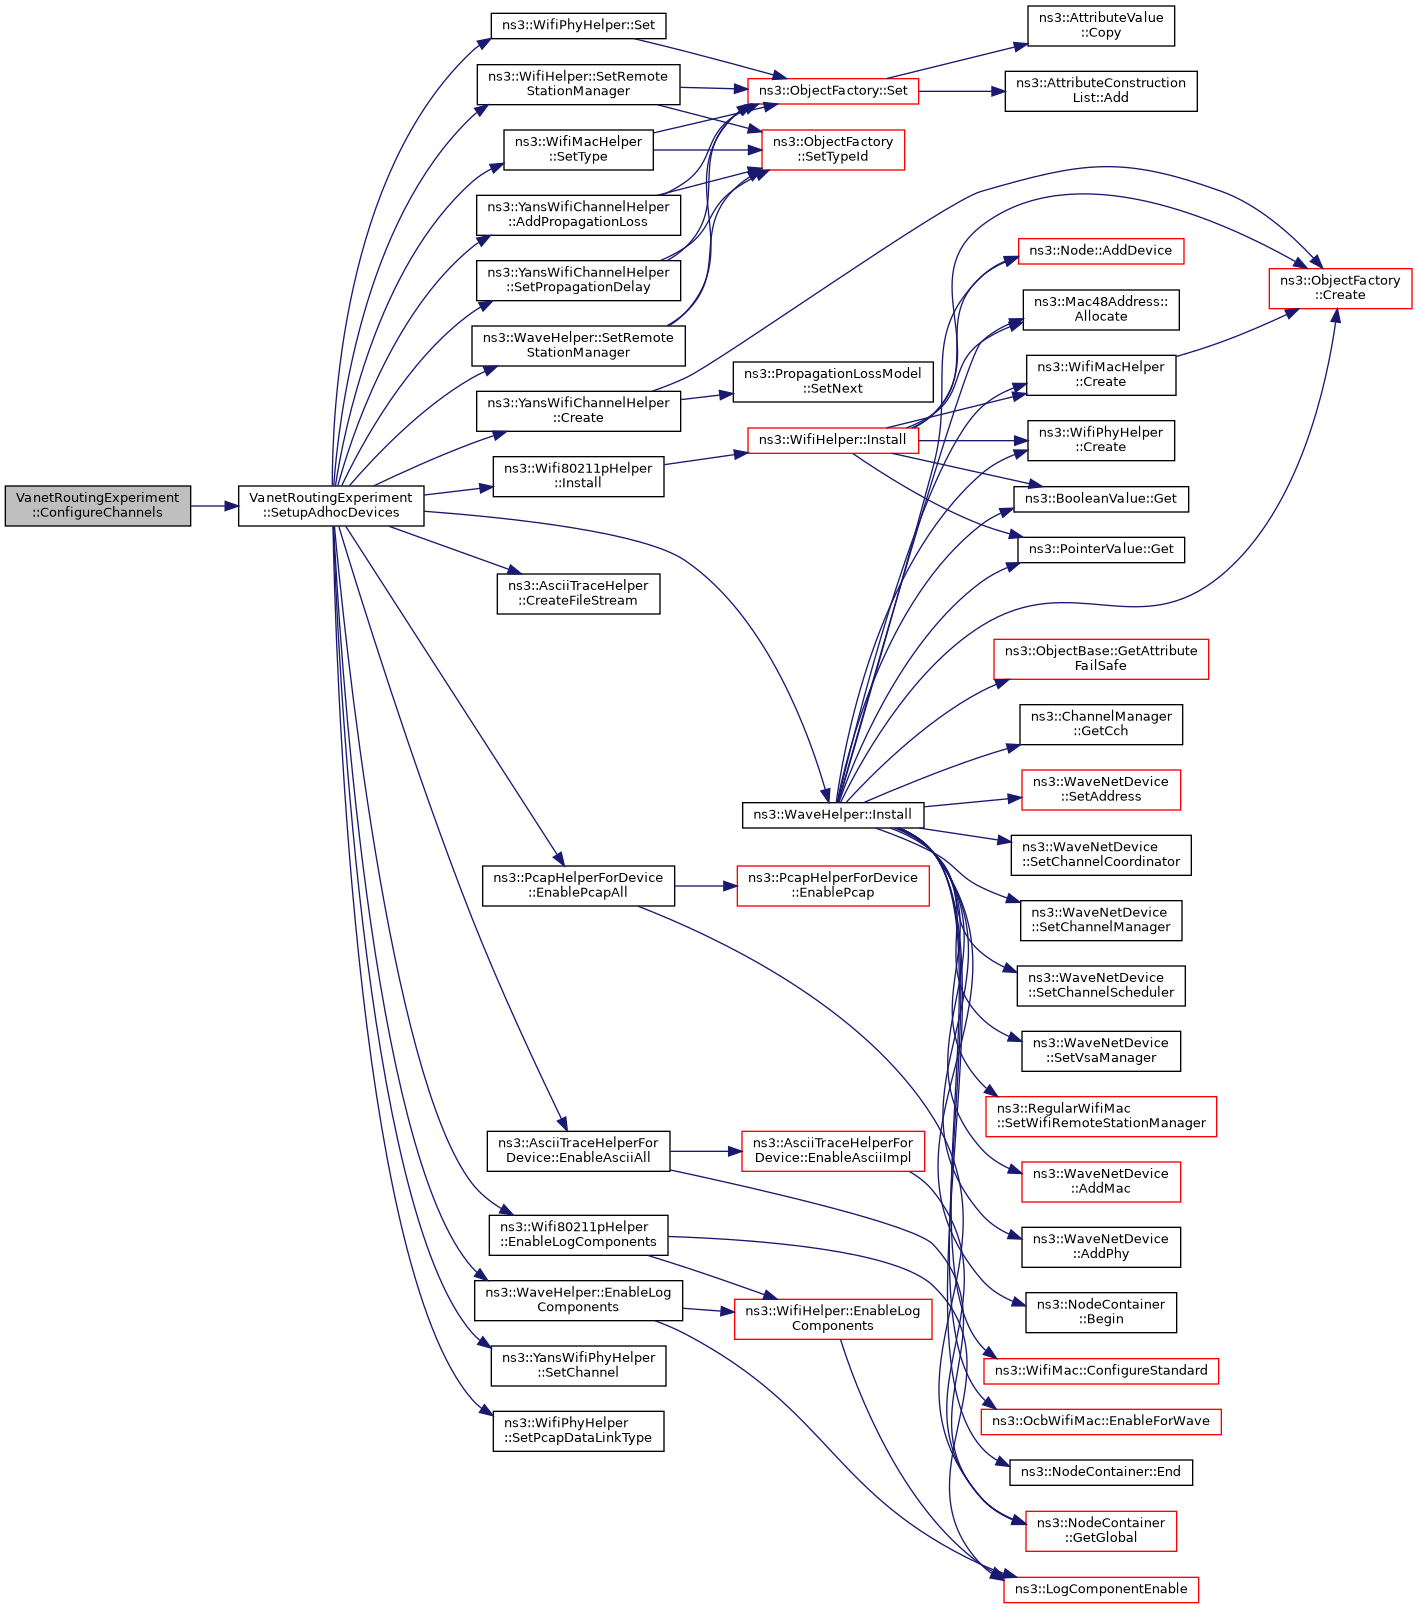 VanetRoutingExperiment
::ConfigureChannels
VanetRoutingExperiment
::SetupAdhocDevices
ns3::WifiPhyHelper::Set
ns3::WifiHelper::SetRemote
StationManager
ns3::WifiMacHelper
::SetType
ns3::YansWifiChannelHelper
::AddPropagationLoss
ns3::YansWifiChannelHelper
::SetPropagationDelay
ns3::WaveHelper::SetRemote
StationManager
ns3::YansWifiChannelHelper
::Create
ns3::Wifi80211pHelper
::Install
ns3::AsciiTraceHelper
::CreateFileStream
ns3::PcapHelperForDevice
::EnablePcapAll
ns3::AsciiTraceHelperFor
Device::EnableAsciiAll
ns3::Wifi80211pHelper
::EnableLogComponents
ns3::WaveHelper::EnableLog
Components
ns3::YansWifiPhyHelper
::SetChannel
ns3::WifiPhyHelper
::SetPcapDataLinkType
ns3::ObjectFactory::Set
ns3::ObjectFactory
::SetTypeId
ns3::PropagationLossModel
::SetNext
ns3::WifiHelper::Install
ns3::WaveHelper::Install
ns3::PcapHelperForDevice
::EnablePcap
ns3::AsciiTraceHelperFor
Device::EnableAsciiImpl
ns3::WifiHelper::EnableLog
Components
ns3::AttributeValue
::Copy
ns3::AttributeConstruction
List::Add
ns3::Node::AddDevice
ns3::Mac48Address::
Allocate
ns3::WifiMacHelper
::Create
ns3::WifiPhyHelper
::Create
ns3::BooleanValue::Get
ns3::PointerValue::Get
ns3::ObjectBase::GetAttribute
FailSafe
ns3::ChannelManager
::GetCch
ns3::WaveNetDevice
::SetAddress
ns3::WaveNetDevice
::SetChannelCoordinator
ns3::WaveNetDevice
::SetChannelManager
ns3::WaveNetDevice
::SetChannelScheduler
ns3::WaveNetDevice
::SetVsaManager
ns3::RegularWifiMac
::SetWifiRemoteStationManager
ns3::WaveNetDevice
::AddMac
ns3::WaveNetDevice
::AddPhy
ns3::NodeContainer
::Begin
ns3::WifiMac::ConfigureStandard
ns3::OcbWifiMac::EnableForWave
ns3::NodeContainer::End
ns3::NodeContainer
::GetGlobal
ns3::LogComponentEnable
ns3::ObjectFactory
::Create